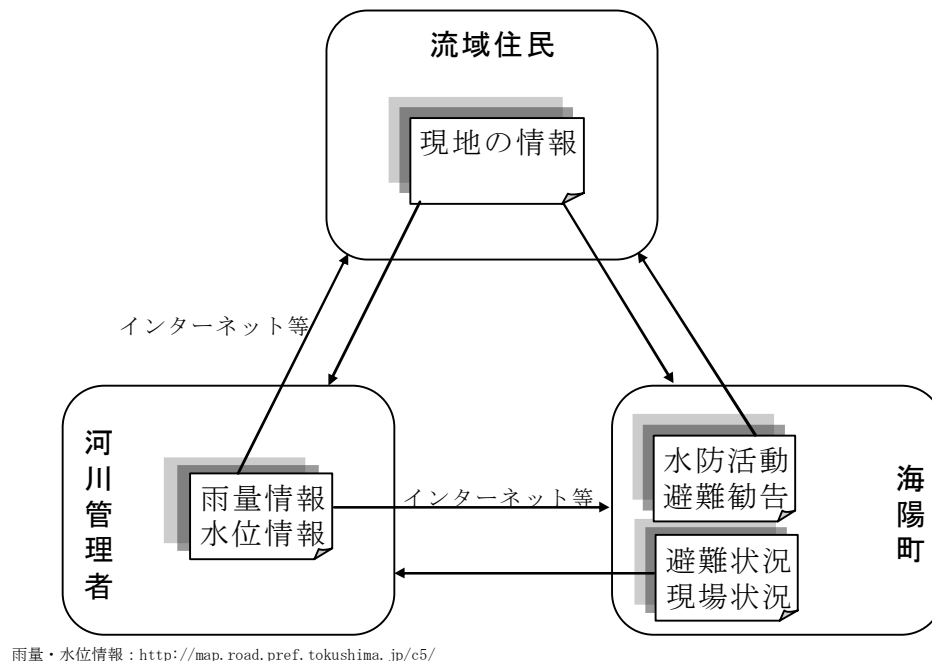 流域住民
現地の情報
インターネット等
河川管理者
雨量情報
水位情報
インターネット等
水防活動
避難勧告
避難状況
現場状況
海陽町
雨量・水位情報：http://map.road.pref.tokushima.jp/c5/